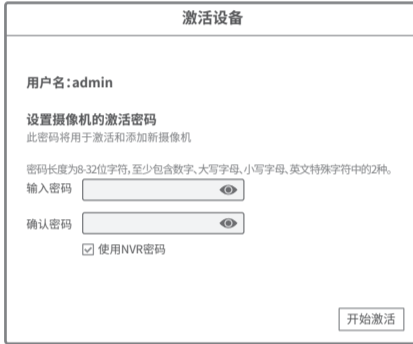 激活设备
用户名：admin
设置摄像机的激活密码
此密码将用于激活和添加新摄像机
密码长度为8-32位字符，至少包含数字、大写字母、小写字母、英文特殊字符中的2种。
输入密码
确认密码
使用NVR密码
开始激活